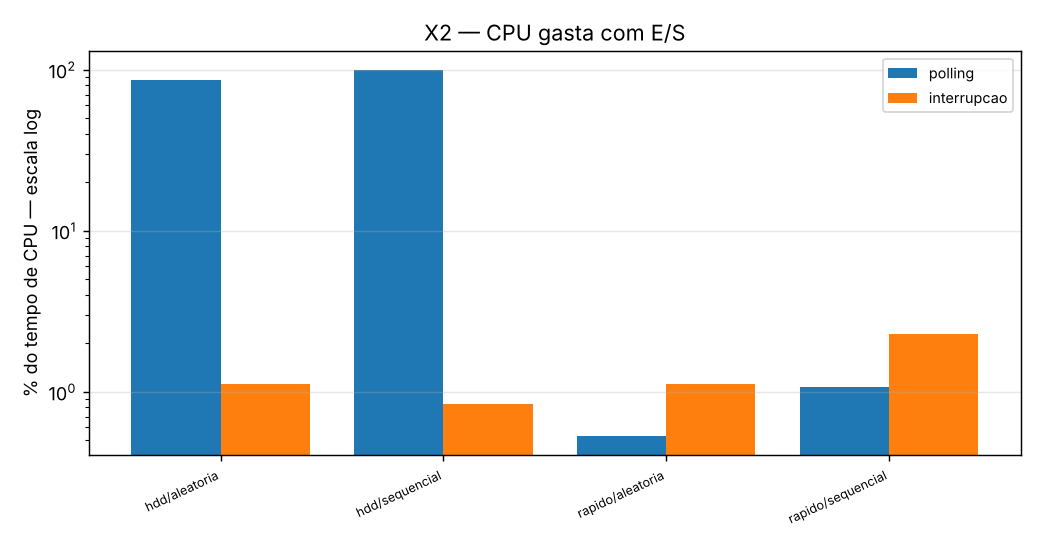 X2 — CPU gasta com E/S
polling
interrupcao
% do tempo de CPU — escala log
10²
10¹
10⁰
hdd/aleatoria
hdd/sequencial
rapido/aleatoria
rapido/sequencial